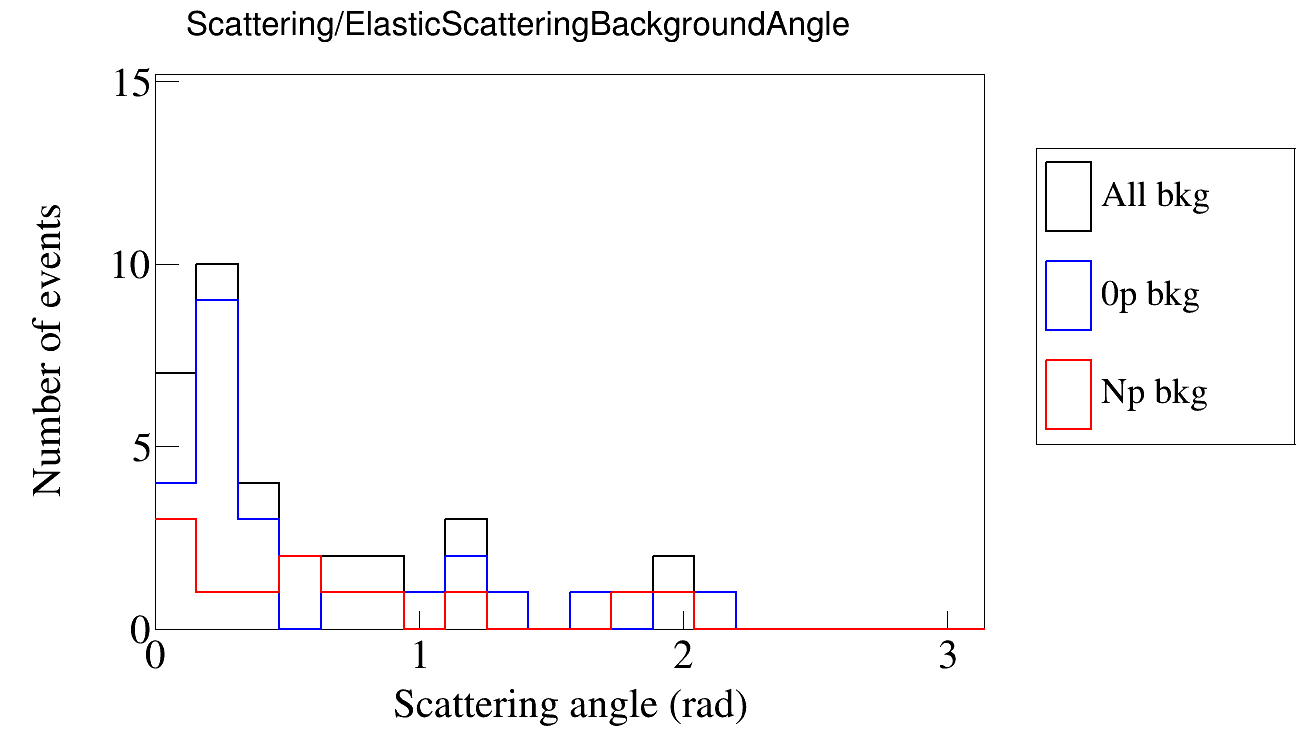 Scattering/ElasticScatteringBackgroundAngle
15
10
5
0
0 1 2 3
Number of events
Scattering angle (rad)
All bkg
0p bkg
Np bkg